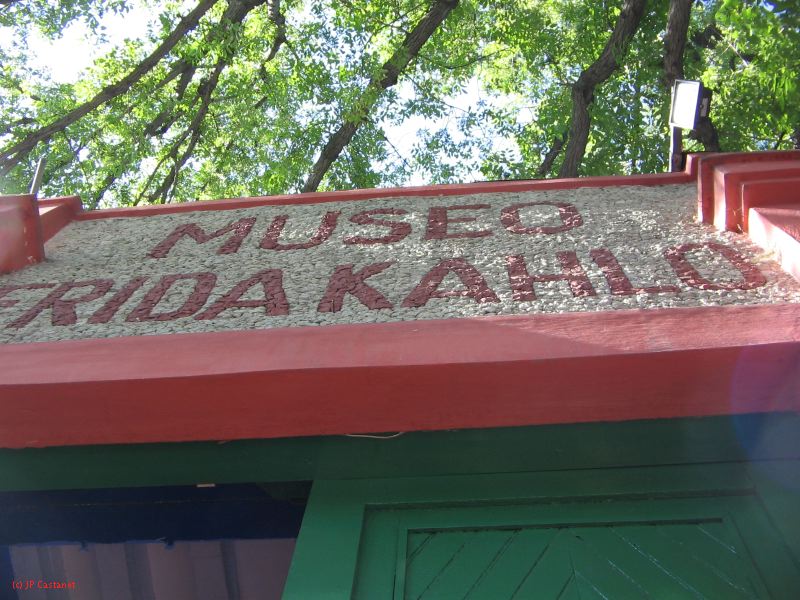 MUSEO
FRIDA KAHLO
(c) JP Castanet